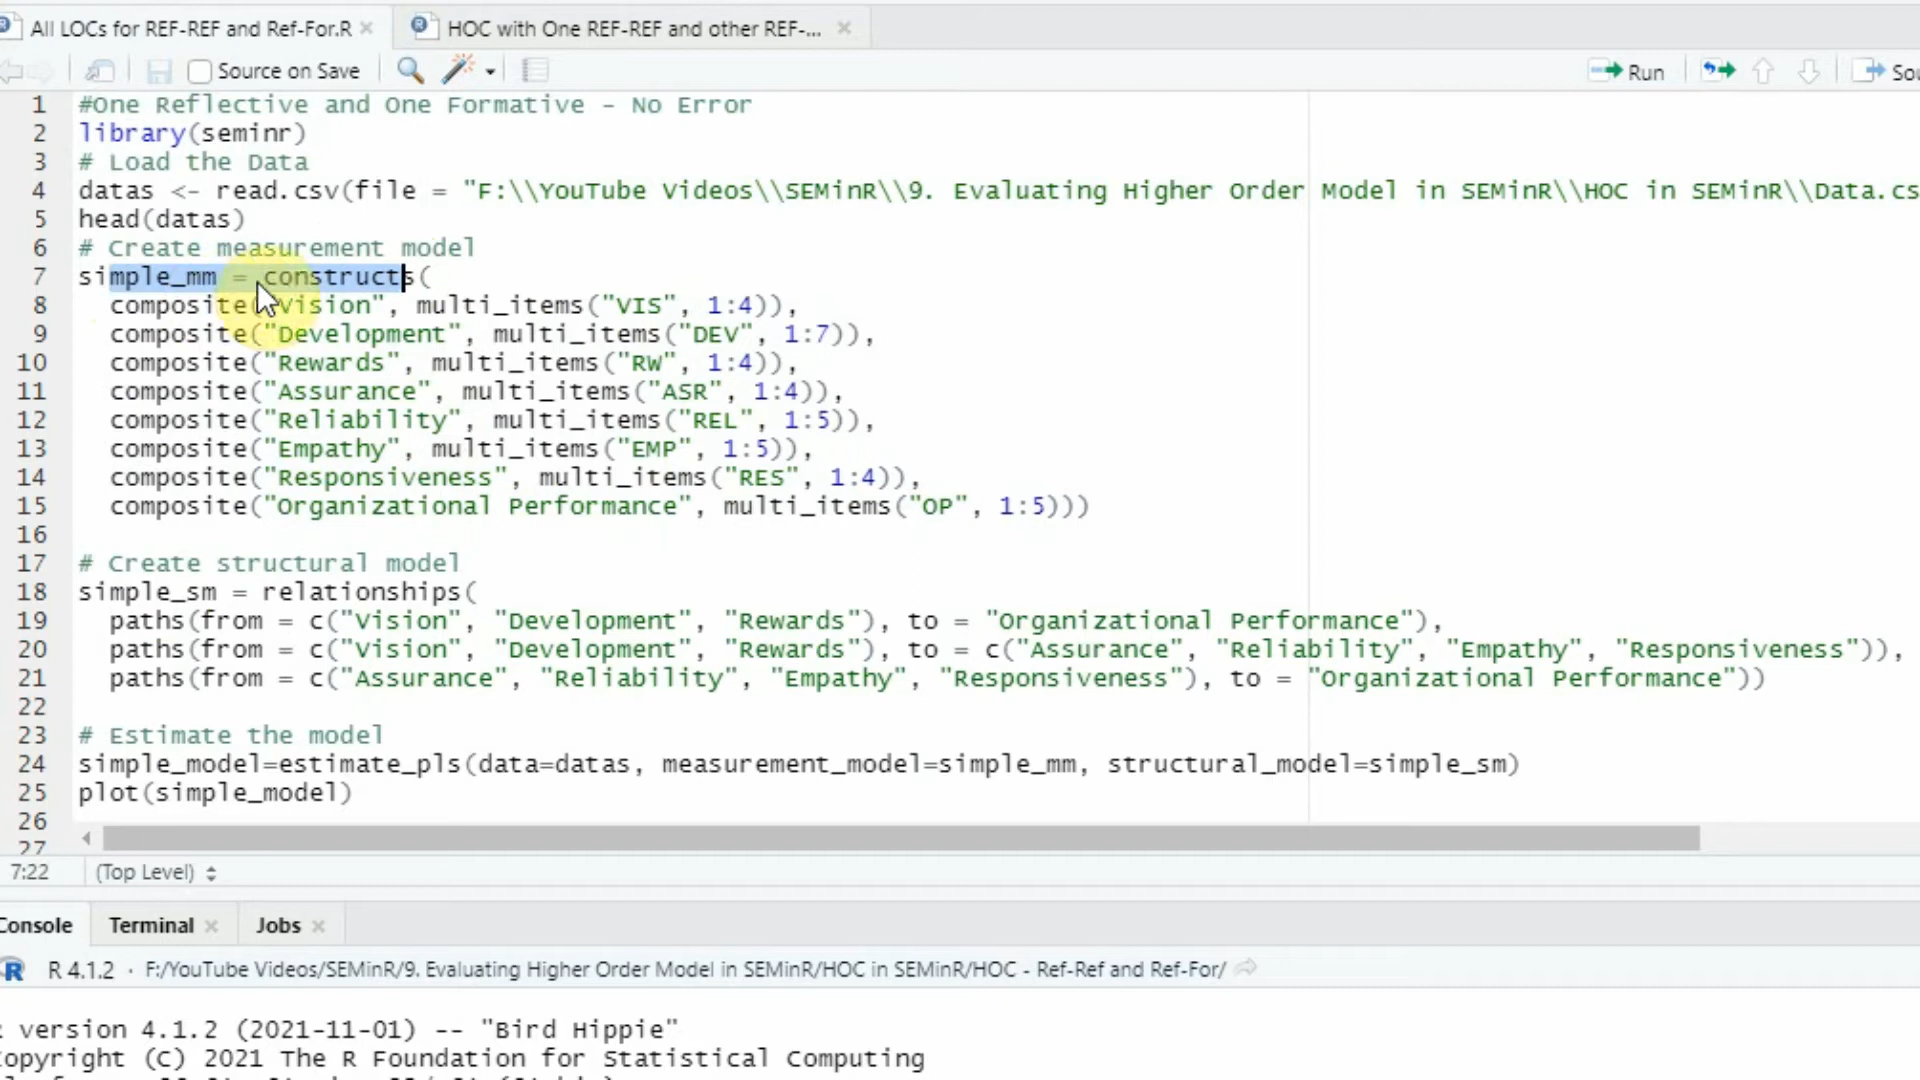 All LOCs for REF-REF and Ref-For.R
HOC with One REF-REF and other REF-...
Source on Save
Run
Sou
1 #One Reflective and One Formative - No Error
2 library(seminr)
3 # Load the Data
4 datas <- read.csv(file = "F:\\YouTube Videos\\SEMinR\\9. Evaluating Higher Order Model in SEMinR\\HOC in SEMinR\\Data.cs
5 head(datas)
6 # Create measurement model
7 simple_mm = constructs(
8 composite("Vision", multi_items("VIS", 1:4)),
9 composite("Development", multi_items("DEV", 1:7)),
10 composite("Rewards", multi_items("RW", 1:4)),
11 composite("Assurance", multi_items("ASR", 1:4)),
12 composite("Reliability", multi_items("REL", 1:5)),
13 composite("Empathy", multi_items("EMP", 1:5)),
14 composite("Responsiveness", multi_items("RES", 1:4)),
15 composite("Organizational Performance", multi_items("OP", 1:5)))
16
17 # Create structural model
18 simple_sm = relationships(
19 paths(from = c("Vision", "Development", "Rewards"), to = "Organizational Performance"),
20 paths(from = c("Vision", "Development", "Rewards"), to = c("Assurance", "Reliability", "Empathy", "Responsiveness")),
21 paths(from = c("Assurance", "Reliability", "Empathy", "Responsiveness"), to = "Organizational Performance"))
22
23 # Estimate the model
24 simple_model=estimate_pls(data=datas, measurement_model=simple_mm, structural_model=simple_sm)
25 plot(simple_model)
26
27
7:22 (Top Level)
Console Terminal Jobs
R 4.1.2 · F:/YouTube Videos/SEMinR/9. Evaluating Higher Order Model in SEMinR/HOC in SEMinR/HOC - Ref-Ref and Ref-For/
version 4.1.2 (2021-11-01) -- "Bird Hippie"
opyright (C) 2021 The R Foundation for Statistical Computing